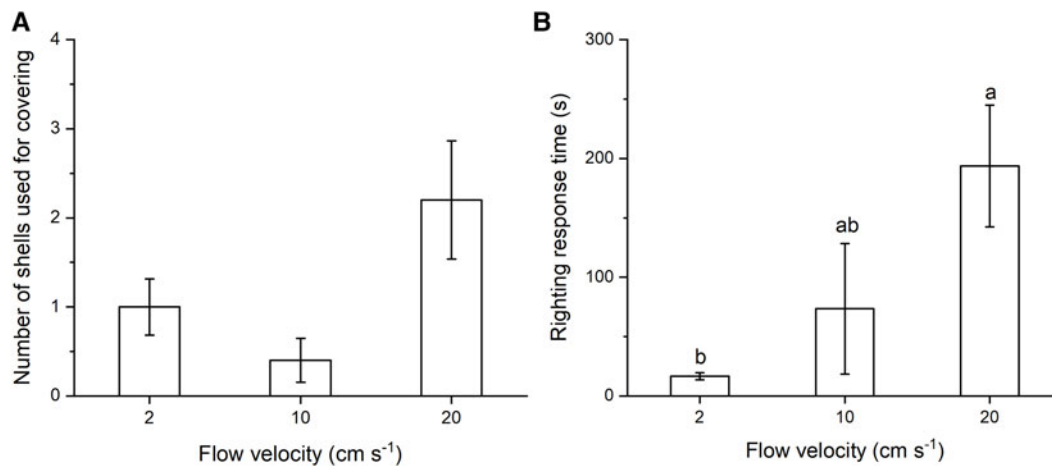 A
Number of shells used for covering
4
3
2
1
0
2 10 20
Flow velocity (cm s⁻¹)
B
Righting response time (s)
300
200
100
0
b
ab
a
2 10 20
Flow velocity (cm s⁻¹)